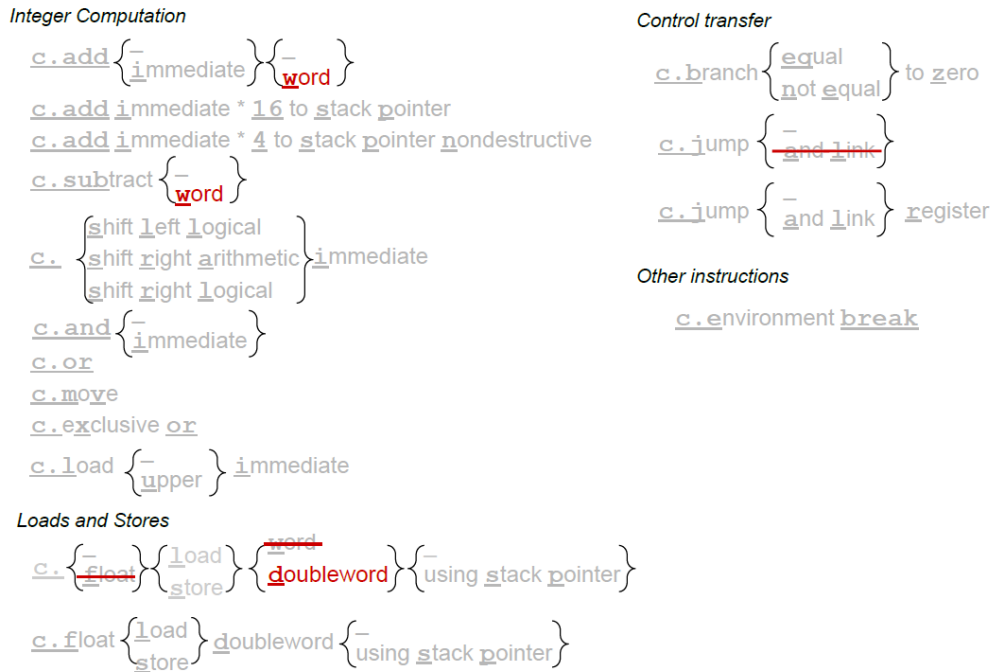 Integer Computation
c.add { – immediate } { – word }
c.add immediate * 16 to stack pointer
c.add immediate * 4 to stack pointer nondestructive
c.subtract { – word }
c. { shift left logical
shift right arithmetic
shift right logical } immediate
c.and { – immediate }
c.or
c.move
c.exclusive or
c.load { – upper } immediate
Loads and Stores
c. { – float } { load store } { word doubleword } { – using stack pointer }
c.float { load store } doubleword { – using stack pointer }
Control transfer
c.branch { equal not equal } to zero
c.jump { – and link }
c.jump { – and link } register
Other instructions
c.environment break